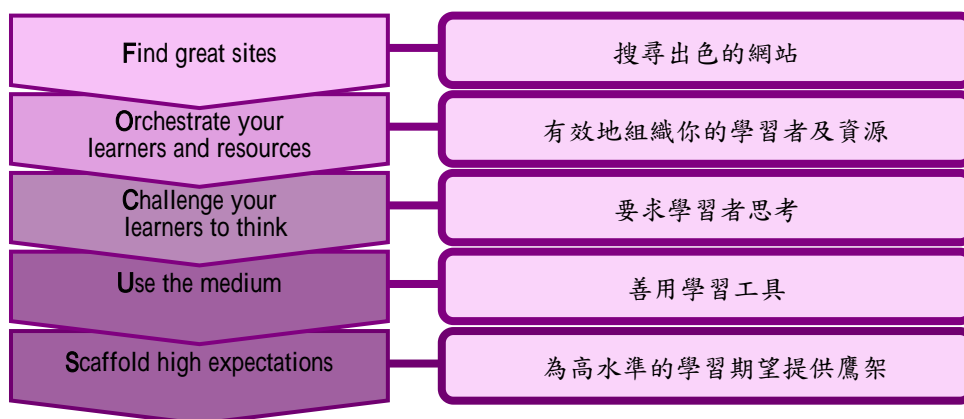 Find great sites
搜尋出色的網站
Orchestrate your
learners and resources
有效地組織你的學習者及資源
Challenge your
learners to think
要求學習者思考
Use the medium
善用學習工具
Scaffold high expectations
為高水準的學習期望提供鷹架